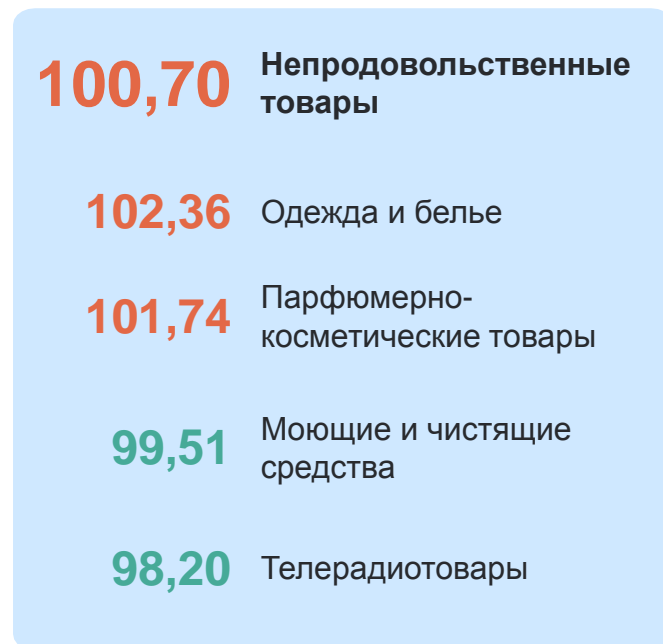 100,70 Непродовольственные
товары
102,36 Одежда и белье
101,74 Парфюмерно-
косметические товары
99,51 Моющие и чистящие
средства
98,20 Телерадиотовары